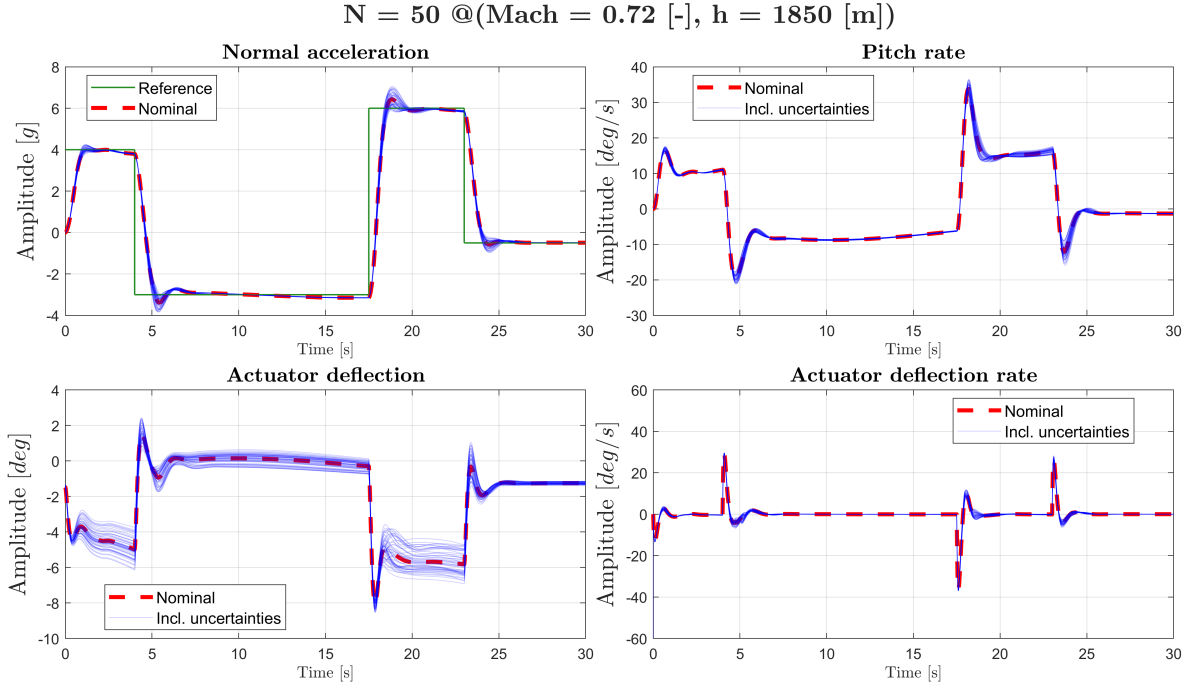 N = 50 @(Mach = 0.72 [-], h = 1850 [m])
Normal acceleration
Amplitude [g]
8
6
4
2
0
-2
-4
Reference
Nominal
0 5 10 15 20 25 30
Time [s]
Pitch rate
Amplitude [deg/s]
40
30
20
10
0
-10
-20
-30
Nominal
Incl. uncertainties
0 5 10 15 20 25 30
Time [s]
Actuator deflection
Amplitude [deg]
4
2
0
-2
-4
-6
-8
-10
Nominal
Incl. uncertainties
0 5 10 15 20 25 30
Time [s]
Actuator deflection rate
Amplitude [deg/s]
60
40
20
0
-20
-40
-60
Nominal
Incl. uncertainties
0 5 10 15 20 25 30
Time [s]